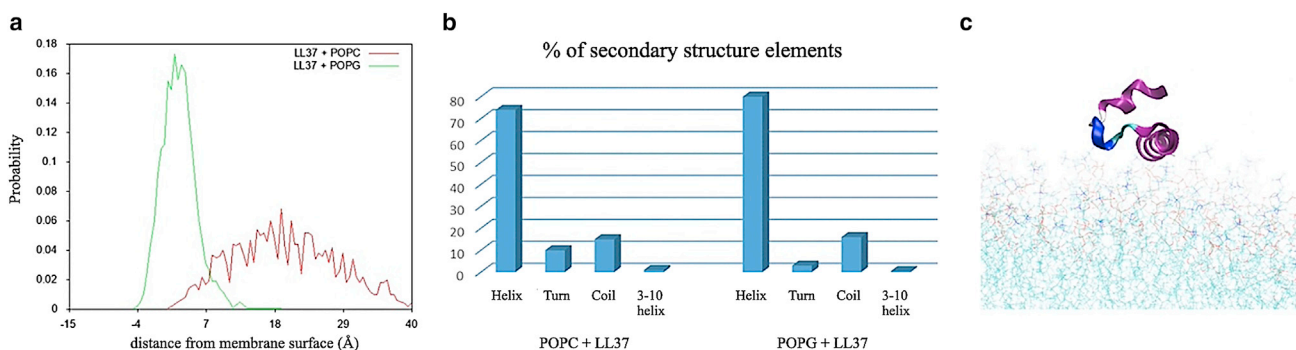 a
0.18
0.16
0.14
0.12
0.1
0.08
0.06
0.04
0.02
0
Probability
LL37 + POPC
LL37 + POPG
-15 -4 7 18 29 40
distance from membrane surface (Å)
b
% of secondary structure elements
80
70
60
50
40
30
20
10
0
Helix Turn Coil 3-10 helix Helix Turn Coil 3-10 helix
POPC + LL37 POPG + LL37
c